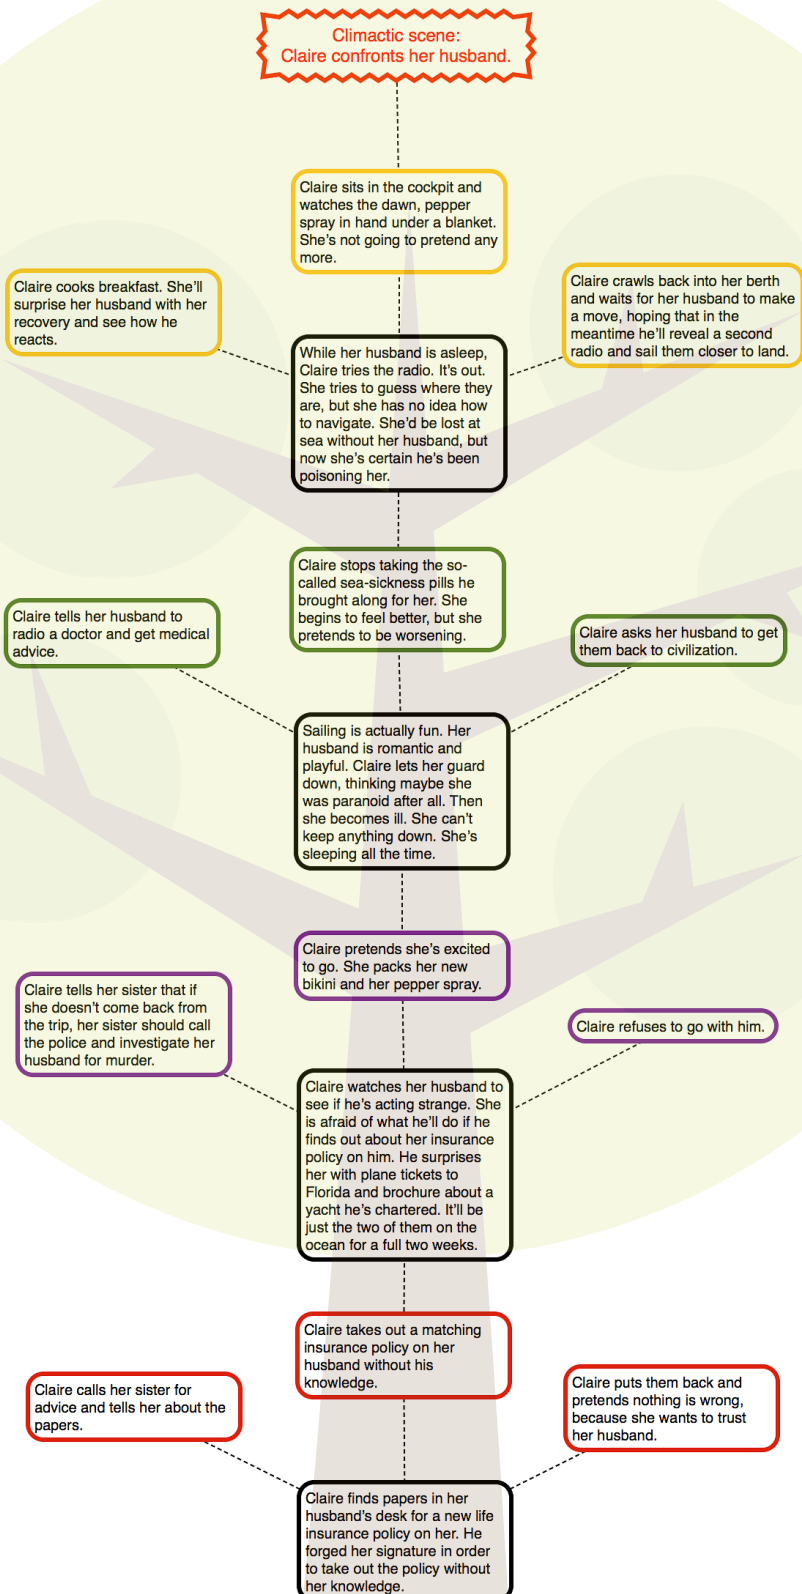 Climactic scene:
Claire confronts her husband.
Claire sits in the cockpit and
watches the dawn, pepper
spray in hand under a blanket.
She's not going to pretend any
more.
Claire cooks breakfast. She'll
surprise her husband with her
recovery and see how he
reacts.
Claire crawls back into her berth
and waits for her husband to make
a move, hoping that in the
meantime he'll reveal a second
radio and sail them closer to land.
While her husband is asleep,
Claire tries the radio. It's out.
She tries to guess where they
are, but she has no idea how
to navigate. She'd be lost at
sea without her husband, but
now she's certain he's been
poisoning her.
Claire stops taking the so-
called sea-sickness pills he
brought along for her. She
begins to feel better, but she
pretends to be worsening.
Claire tells her husband to
radio a doctor and get medical
advice.
Claire asks her husband to get
them back to civilization.
Sailing is actually fun. Her
husband is romantic and
playful. Claire lets her guard
down, thinking maybe she
was paranoid after all. Then
she becomes ill. She can't
keep anything down. She's
sleeping all the time.
Claire pretends she's excited
to go. She packs her new
bikini and her pepper spray.
Claire tells her sister that if
she doesn't come back from
the trip, her sister should call
the police and investigate her
husband for murder.
Claire refuses to go with him.
Claire watches her husband to
see if he's acting strange. She
is afraid of what he'll do if he
finds out about her insurance
policy on him. He surprises
her with plane tickets to
Florida and brochure about a
yacht he's chartered. It'll be
just the two of them on the
ocean for a full two weeks.
Claire takes out a matching
insurance policy on her
husband without his
knowledge.
Claire calls her sister for
advice and tells her about the
papers.
Claire puts them back and
pretends nothing is wrong,
because she wants to trust
her husband.
Claire finds papers in her
husband's desk for a new life
insurance policy on her. He
forged her signature in order
to take out the policy without
her knowledge.